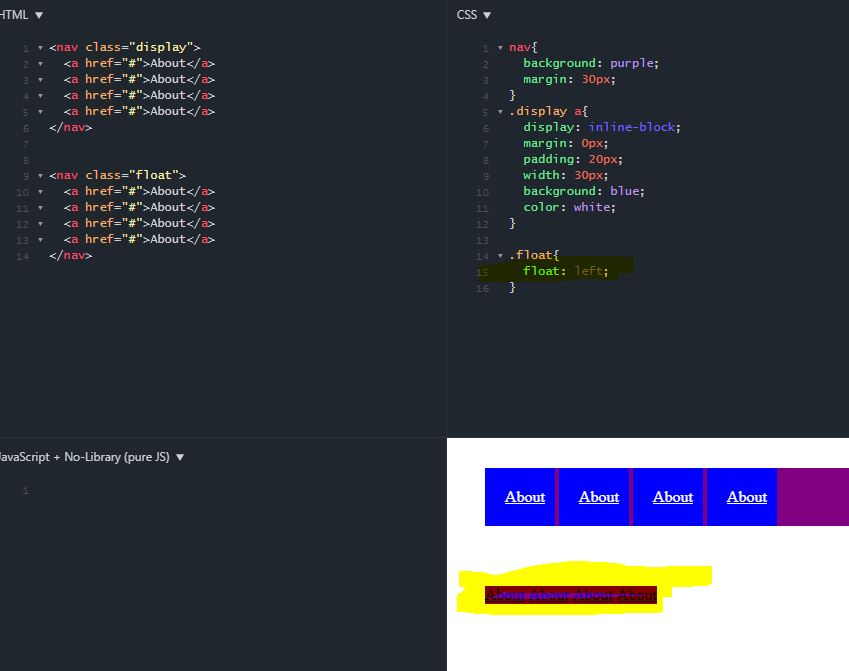 HTML ▼
1 ▾ <nav class="display">
2 ▾ <a href="#">About</a>
3 ▾ <a href="#">About</a>
4 ▾ <a href="#">About</a>
5 ▾ <a href="#">About</a>
6 </nav>
7
8
9 ▾ <nav class="float">
10 ▾ <a href="#">About</a>
11 ▾ <a href="#">About</a>
12 ▾ <a href="#">About</a>
13 ▾ <a href="#">About</a>
14 </nav>
CSS ▼
1 ▾ nav{
2 background: purple;
3 margin: 30px;
4 }
5 ▾ .display a{
6 display: inline-block;
7 margin: 0px;
8 padding: 20px;
9 width: 30px;
10 background: blue;
11 color: white;
12 }
13
14 ▾ .float{
15 float: left;
16 }
JavaScript + No-Library (pure JS) ▼
1
About About About About
About About About About